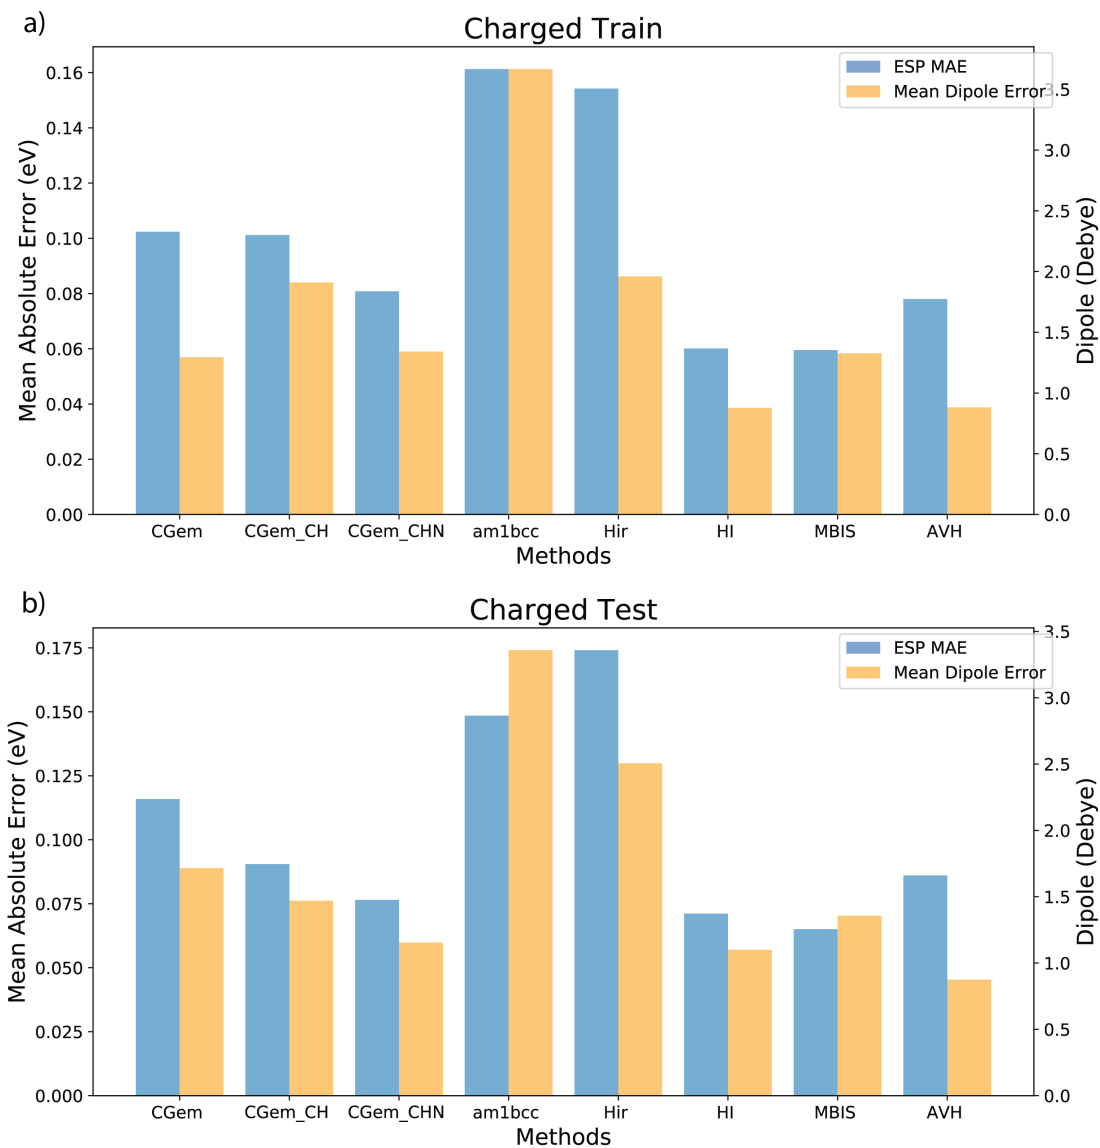 a)
Charged Train
ESP MAE
Mean Dipole Error
Mean Absolute Error (eV)
0.16
0.14
0.12
0.10
0.08
0.06
0.04
0.02
0.00
3.5
3.0
2.5
2.0
1.5
1.0
0.5
0.0
Dipole (Debye)
CGem CGem_CH CGem_CHN am1bcc Hir HI MBIS AVH
Methods
b)
Charged Test
ESP MAE
Mean Dipole Error
Mean Absolute Error (eV)
0.175
0.150
0.125
0.100
0.075
0.050
0.025
0.000
3.5
3.0
2.5
2.0
1.5
1.0
0.5
0.0
Dipole (Debye)
CGem CGem_CH CGem_CHN am1bcc Hir HI MBIS AVH
Methods